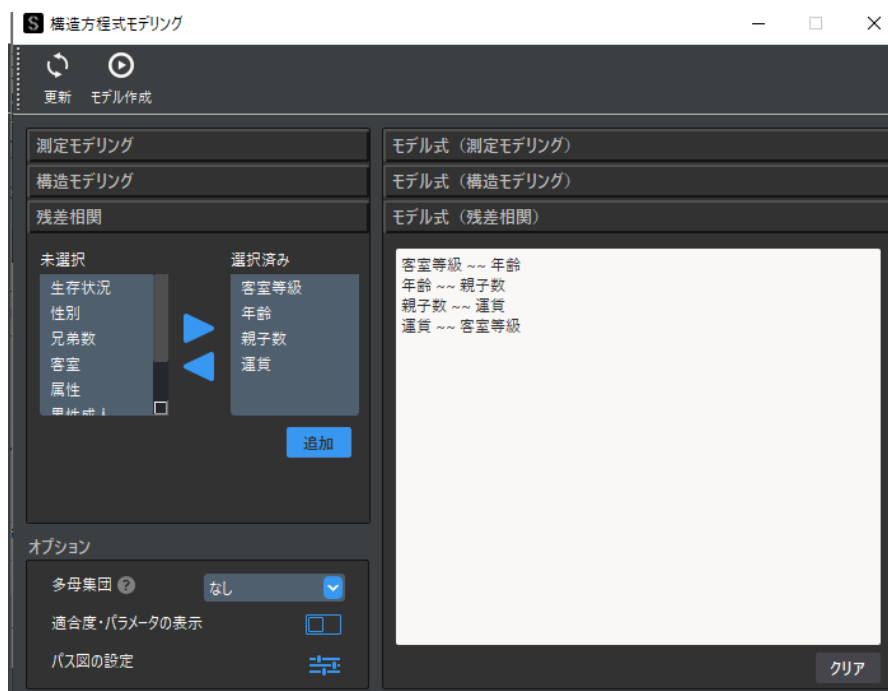 S 構造方程式モデリング
更新 モデル作成
測定モデリング
構造モデリング
残差相関
未選択 選択済み
生存状況
性別
兄弟数
客室
属性
男性成人
客室等級
年齢
親子数
運賃
追加
オプション
多母集団 ?
なし
適合度・パラメータの表示
パス図の設定
モデル式（測定モデリング）
モデル式（構造モデリング）
モデル式（残差相関）
客室等級 ~~ 年齢
年齢 ~~ 親子数
親子数 ~~ 運賃
運賃 ~~ 客室等級
クリア